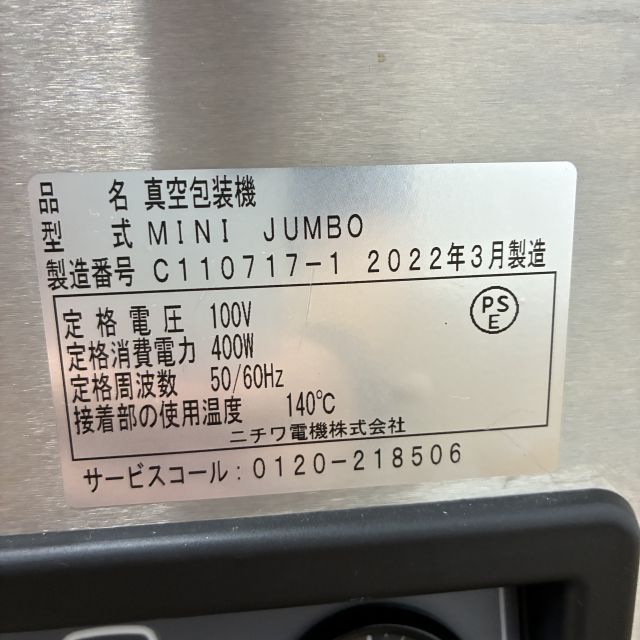 品 名 真空包装機
型 式 MINI JUMBO
製造番号 C110717-1 2022年3月製造
定格電圧 100V
PS
E
定格消費電力 400W
定格周波数 50/60Hz
接着部の使用温度 140℃
ニチワ電機株式会社
サービスコール:0120-218506